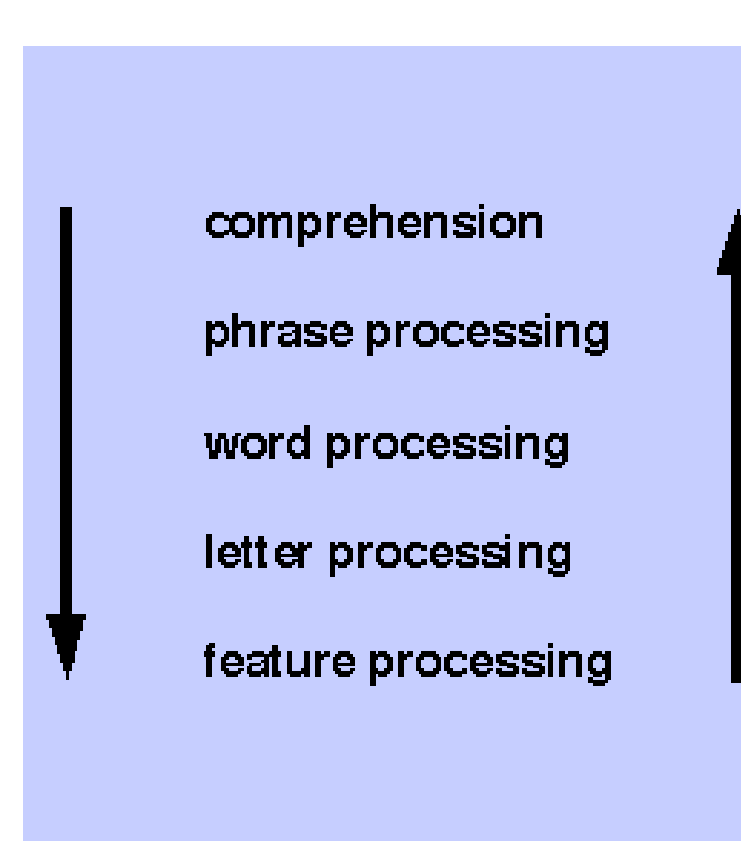 comprehension
phrase processing
word processing
letter processing
feature processing